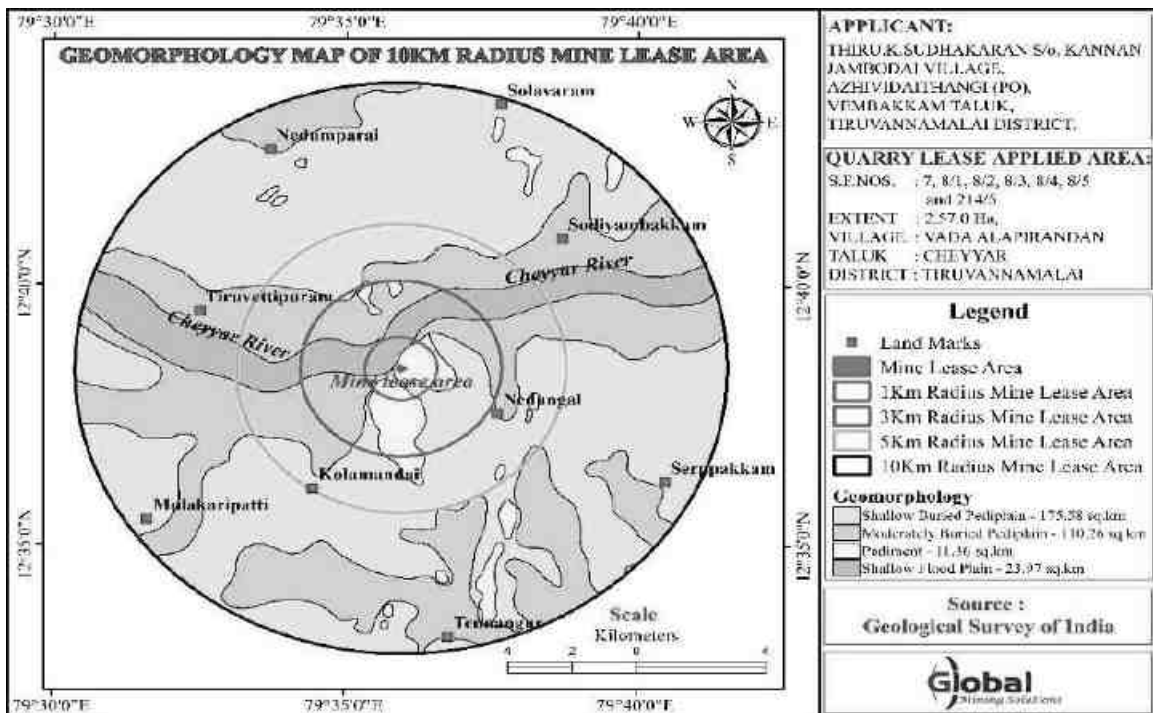 79°30'0"E 79°35'0"E 79°40'0"E
GEOMORPHOLOGY MAP OF 10KM RADIUS MINE LEASE AREA
Solavaram
Nedumparai
N
W E
S
Sodiyambakkam
Cheyyar River
12°40'0"N
12°40'0"N
Tiruvettipuram
Cheyyar River
Mine lease area
Nedangal
Kolamandai
Serppakkam
Mulakaripatti
12°35'0"N
12°35'0"N
Tennangur
Scale
Kilometers
4 2 0 4
79°30'0"E 79°35'0"E 79°40'0"E
APPLICANT:
THIRU.K.SUDHAKARAN S/o. KANNAN
JAMBODAI VILLAGE,
AZHIVIDAITHANGI (PO),
VEMBAKKAM TALUK,
TIRUVANNAMALAI DISTRICT.
QUARRY LEASE APPLIED AREA:
S.F.NOS. : 7, 8/1, 8/2, 8/3, 8/4, 8/5
and 214/5
EXTENT : 2.57.0 Ha,
VILLAGE : VADA ALAPIRANDAN
TALUK : CHEYYAR
DISTRICT : TIRUVANNAMALAI
Legend
Land Marks
Mine Lease Area
1Km Radius Mine Lease Area
3Km Radius Mine Lease Area
5Km Radius Mine Lease Area
10Km Radius Mine Lease Area
Geomorphology
Shallow Buried Pediplain - 175.58 sq.km
Moderately Buried Pediplain - 110.26 sq.km
Pediment - 11.36 sq.km
Shallow Flood Plain - 23.97 sq.km
Source :
Geological Survey of India
Global
Mining Solutions